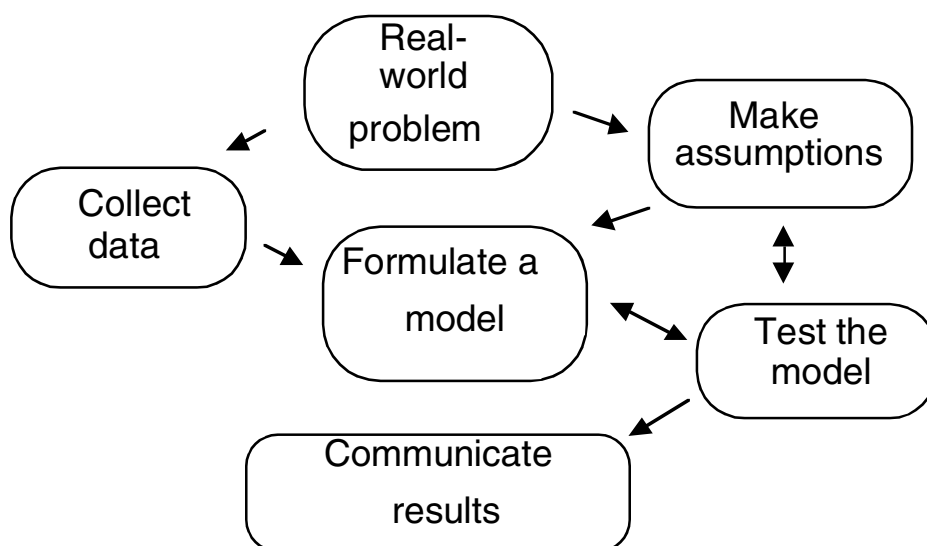 Real-
world
problem
Make
assumptions
Collect
data
Formulate a
model
Test the
model
Communicate
results